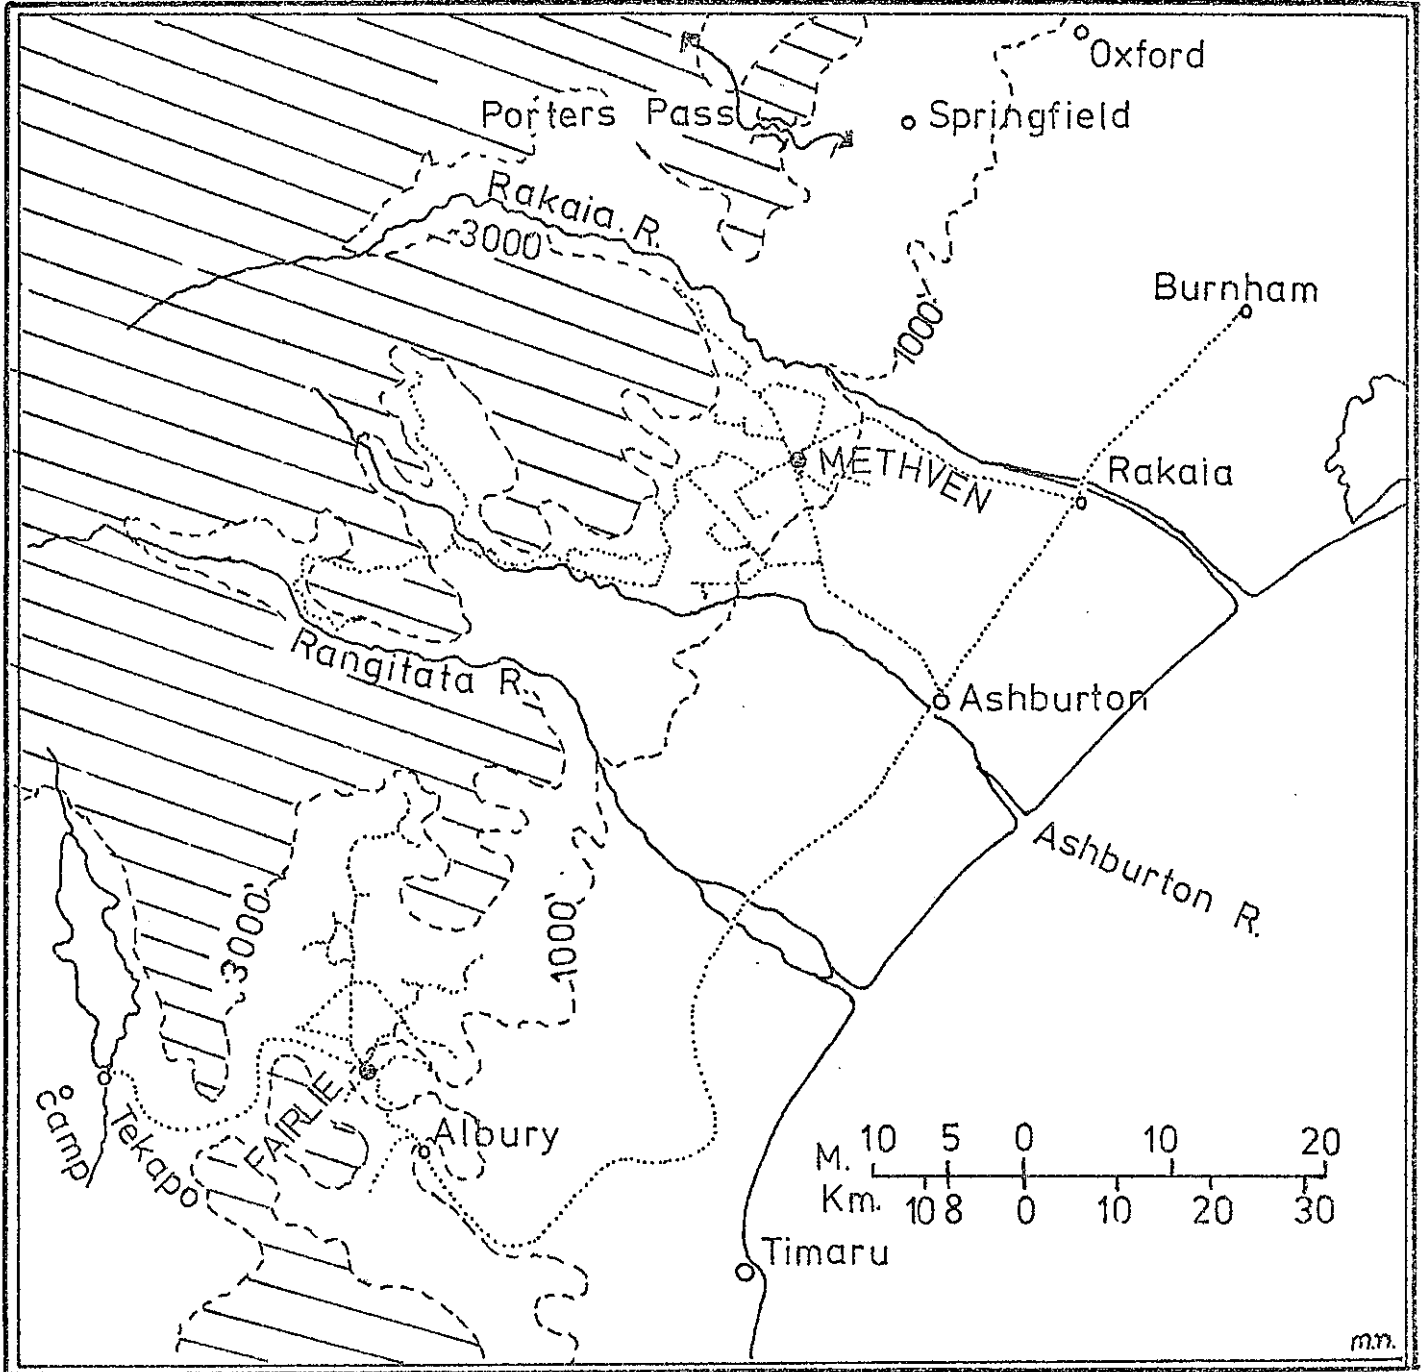 Oxford
Porters Pass
Springfield
Rakaia. R.
3000'
Burnham
1000'
METHVEN
Rakaia
Rangitata R.
Ashburton
Ashburton R.
3000'
1000'
FAIRLIE
Albury
Camp
Tekapo
M. 10 5 0 10 20
Km. 10 8 0 10 20 30
Timaru
m.n.